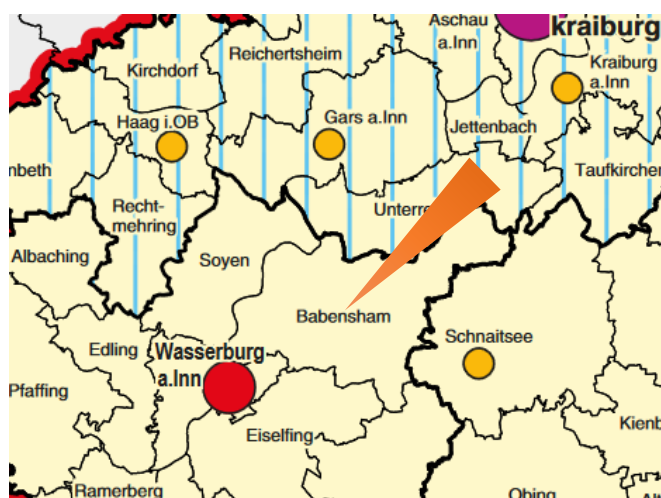 Aschau
a.Inn
kraiburg
Reichertsheim
Kirchdorf
Kraiburg
a.Inn
Haag i.OB
Gars a.Inn
Jettenbach
nbeth
Taufkirchen
Recht-
mehring
Unterre
Albaching
Soyen
Babensham
Schnaitsee
Edling
Wasserburg
a.Inn
Pfaffing
Eiselfing
Kienb
Ramerberg
Obing